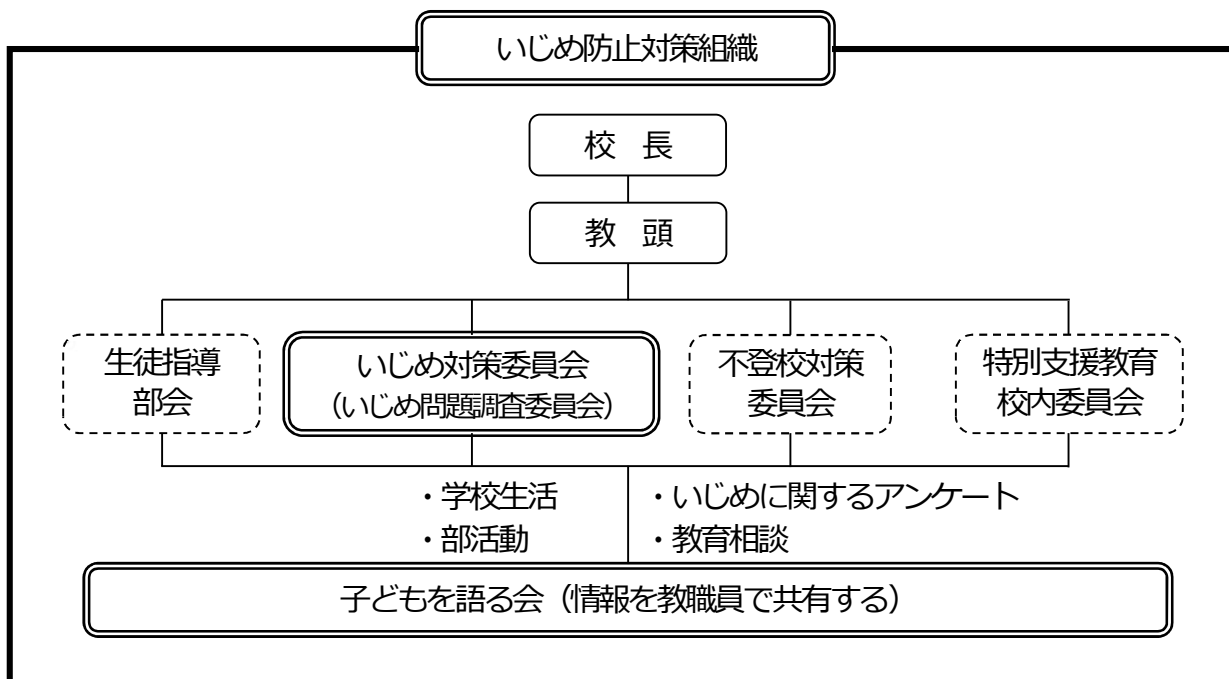 いじめ防止対策組織
校　長
教　頭
生徒指導
部会
いじめ対策委員会
（いじめ問題調査委員会）
不登校対策
委員会
特別支援教育
校内委員会
・学校生活
・部活動
・いじめに関するアンケート
・教育相談
子どもを語る会（情報を教職員で共有する）